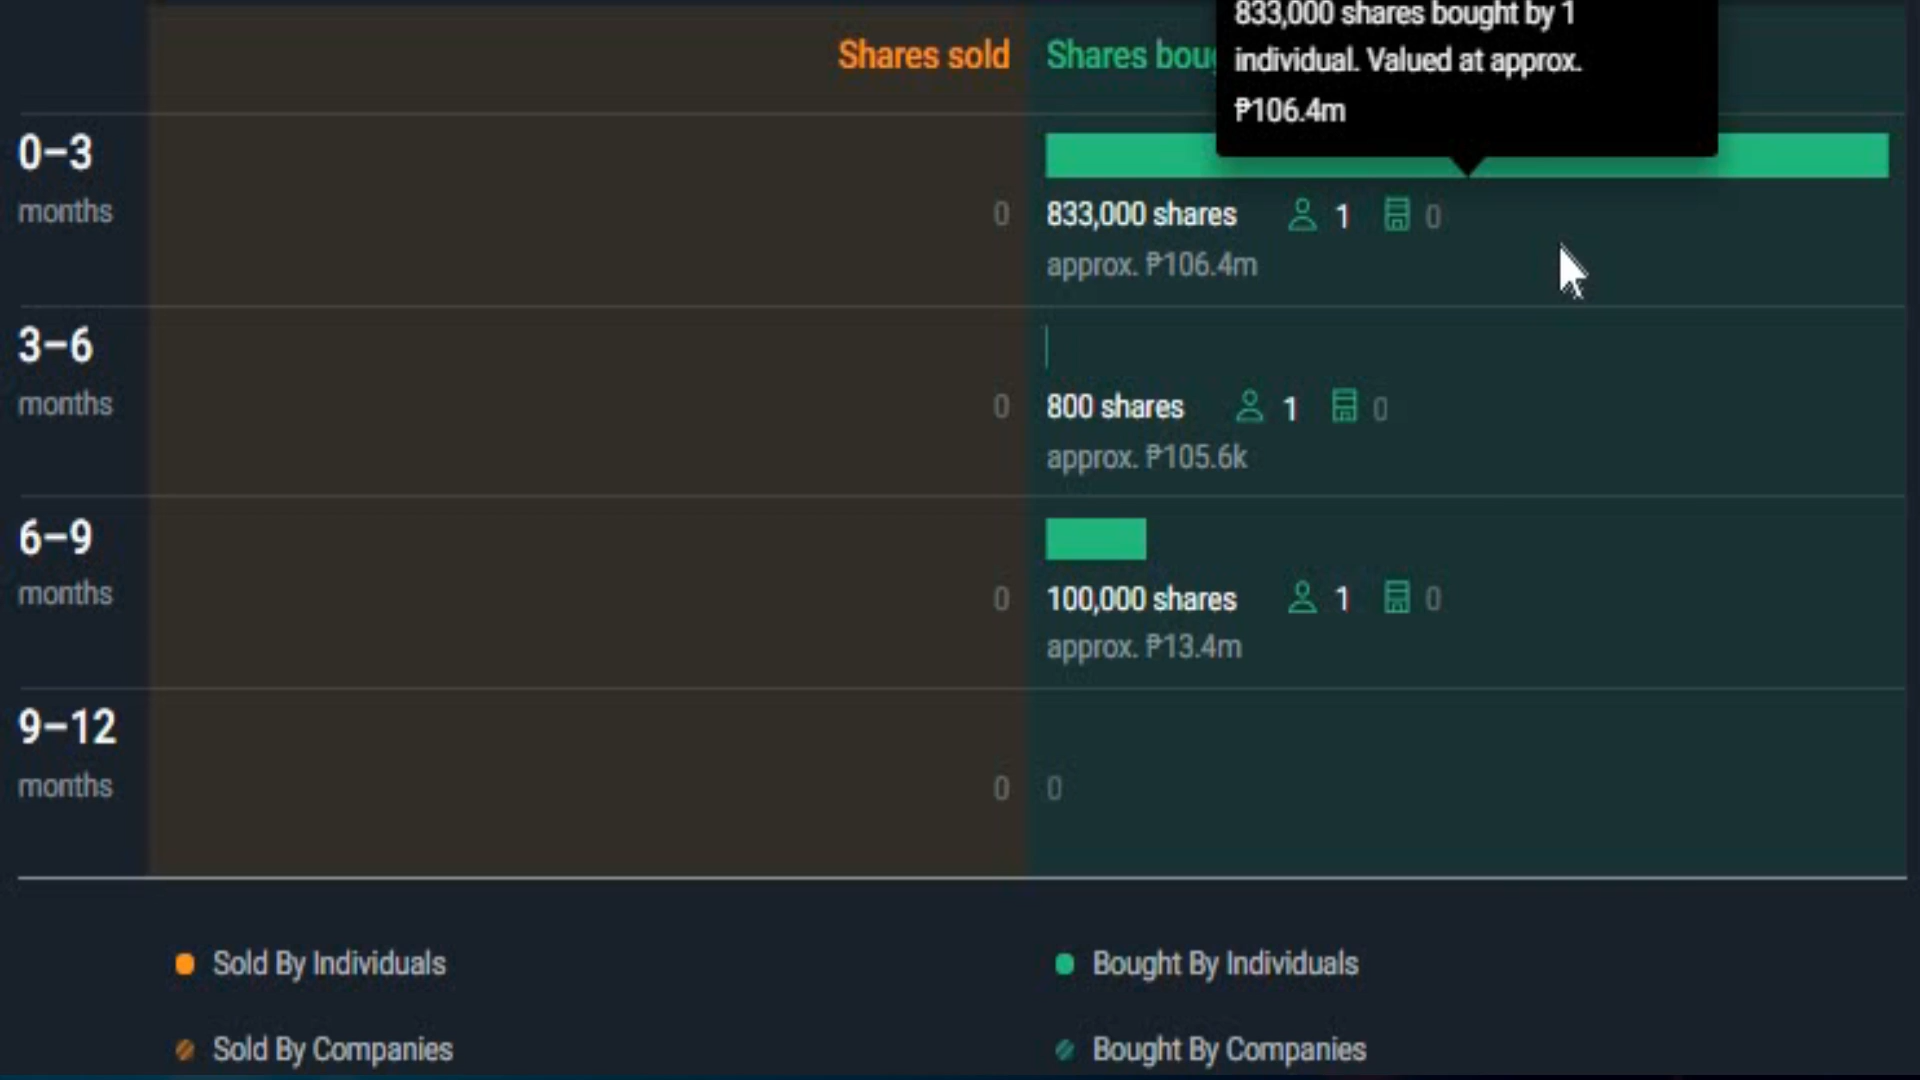 833,000 shares bought by 1
individual. Valued at approx.
₱106.4m
Shares sold
Shares
0–3
months
0
833,000 shares 1 0
approx. ₱106.4m
3–6
months
0
800 shares 1 0
approx. ₱105.6k
6–9
months
0
100,000 shares 1 0
approx. ₱13.4m
9–12
months
0
0
Sold By Individuals
Bought By Individuals
Sold By Companies
Bought By Companies